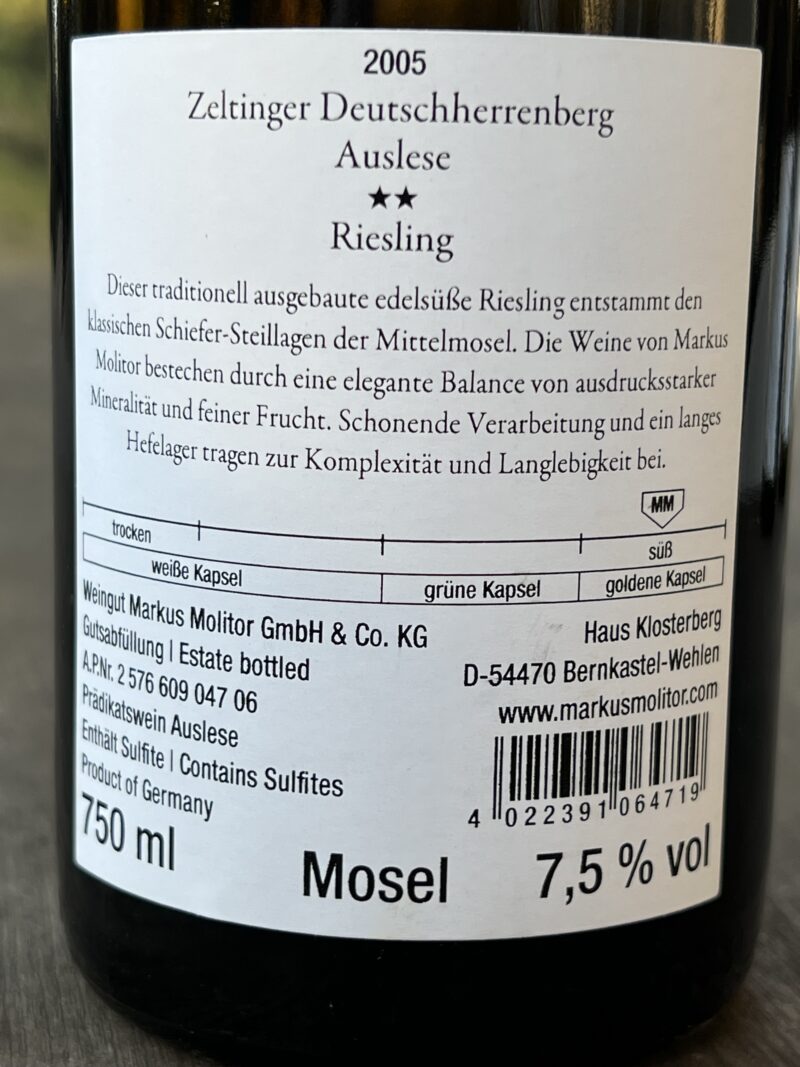 2005
Zeltinger Deutschherrenberg
Auslese
★★
Riesling
Dieser traditionell ausgebaute edelsüße Riesling entstammt den
klassischen Schiefer-Steillagen der Mittelmosel. Die Weine von Markus
Molitor bestechen durch eine elegante Balance von ausdrucksstarker
Mineralität und feiner Frucht. Schonende Verarbeitung und ein langes
Hefelager tragen zur Komplexität und Langlebigkeit bei.
MM
trocken süß
weiße Kapsel grüne Kapsel goldene Kapsel
Weingut Markus Molitor GmbH & Co. KG
Gutsabfüllung | Estate bottled
A.P.Nr. 2 576 609 047 06
Prädikatswein Auslese
Enthält Sulfite | Contains Sulfites
Product of Germany
750 ml
Haus Klosterberg
D-54470 Bernkastel-Wehlen
www.markusmolitor.com
4 022391 064719
Mosel
7,5 % vol